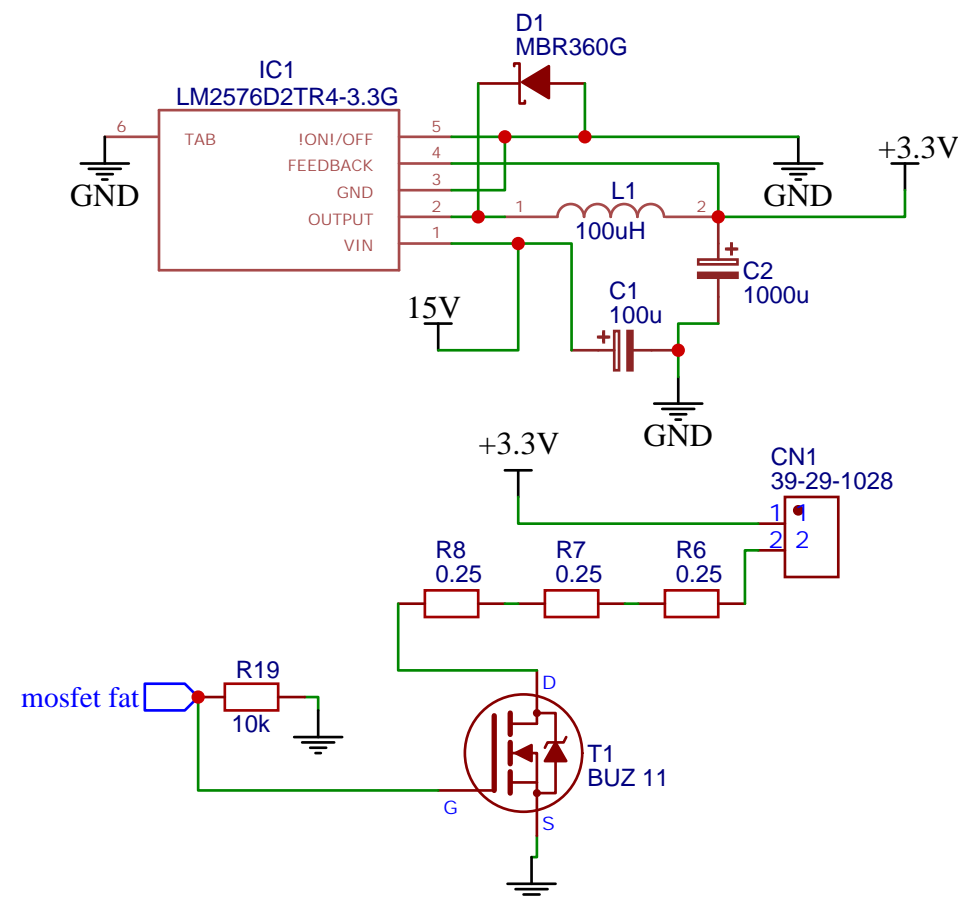 D1
MBR360G
IC1
LM2576D2TR4-3.3G
6
TAB
!ON!/OFF
5
FEEDBACK
4
GND
3
OUTPUT
2
VIN
1
GND
GND
+3.3V
L1
1
2
100uH
C2
1000u
C1
100u
15V
GND
+3.3V
CN1
39-29-1028
1 1
2 2
R8
0.25
R7
0.25
R6
0.25
mosfet fat
R19
10k
D
T1
BUZ 11
G
S